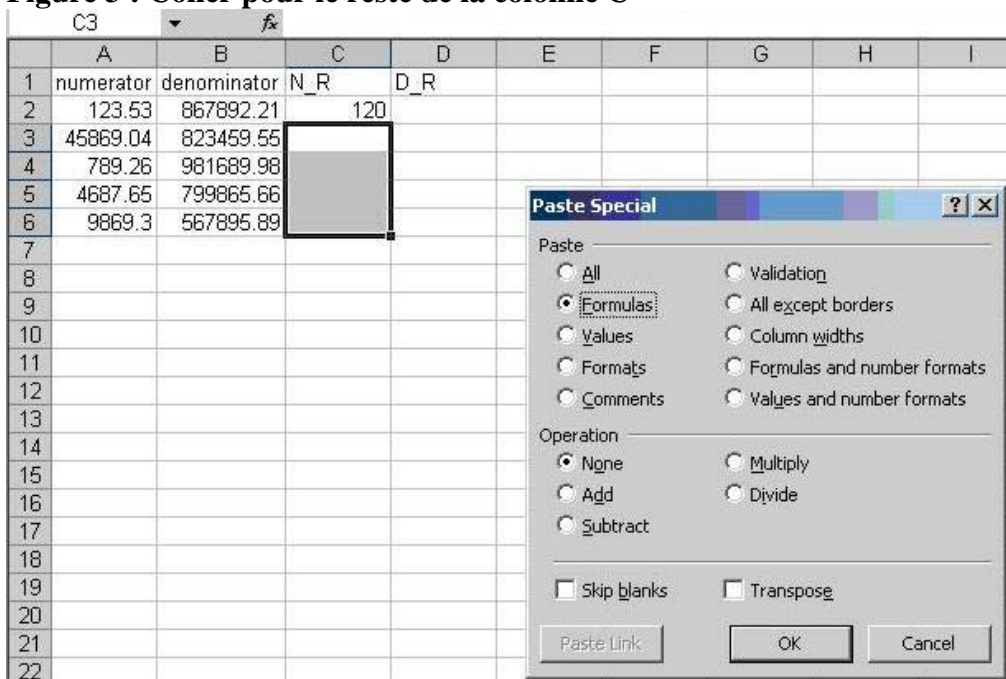 Figure 5 : Coller pour le reste de la colonne C
C3 fx
A B C D E F G H I
1 numerator denominator N_R D_R
2 123.53 867892.21 120
3 45869.04 823459.55
4 789.26 981689.98
5 4687.65 799865.66
6 9869.3 567895.89
7
8
9
10
11
12
13
14
15
16
17
18
19
20
21
22
Paste Special ? X
Paste
All Validation
Formulas All except borders
Values Column widths
Formats Formulas and number formats
Comments Values and number formats
Operation
None Multiply
Add Divide
Subtract
Skip blanks Transpose
Paste Link OK Cancel